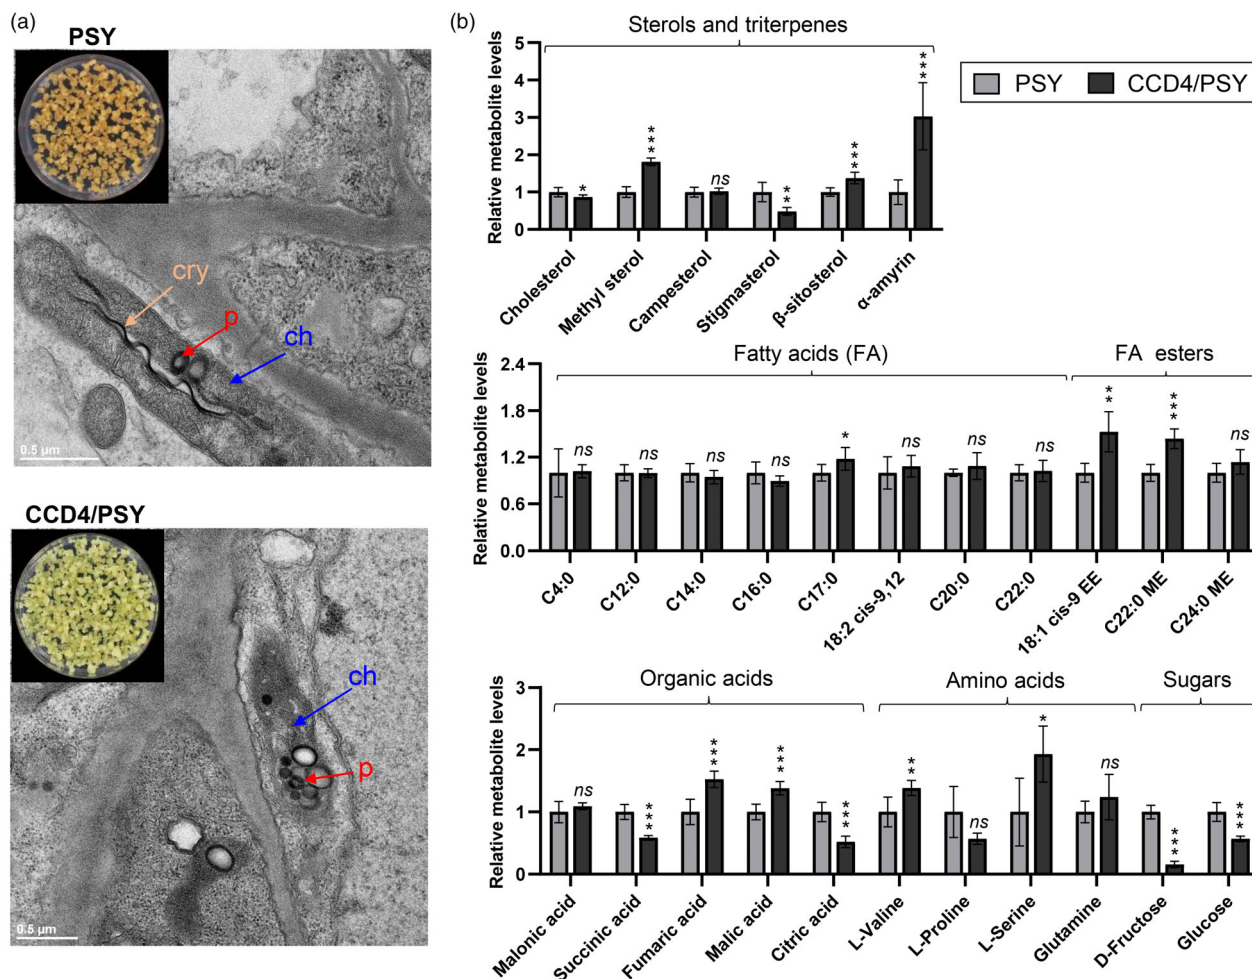 (a)
PSY
cry
p
ch
0.5 µm
CCD4/PSY
ch
p
0.5 µm
(b)
Sterols and triterpenes
Relative metabolite levels
5
4
3
2
1
0
*
***
ns
**
***
***
Cholesterol
Methyl sterol
Campesterol
Stigmasterol
β-sitosterol
α-amyrin
PSY
CCD4/PSY
Fatty acids (FA)
FA esters
Relative metabolite levels
2.4
1.8
1.2
0.6
0.0
ns
ns
ns
ns
*
ns
ns
ns
**
***
ns
C4:0
C12:0
C14:0
C16:0
C17:0
18:2 cis-9,12
C20:0
C22:0
18:1 cis-9 EE
C22:0 ME
C24:0 ME
Organic acids
Amino acids
Sugars
Relative metabolite levels
3
2
1
0
ns
***
***
***
***
**
ns
*
ns
***
***
Malonic acid
Succinic acid
Fumaric acid
Malic acid
Citric acid
L-Valine
L-Proline
L-Serine
Glutamine
D-Fructose
Glucose